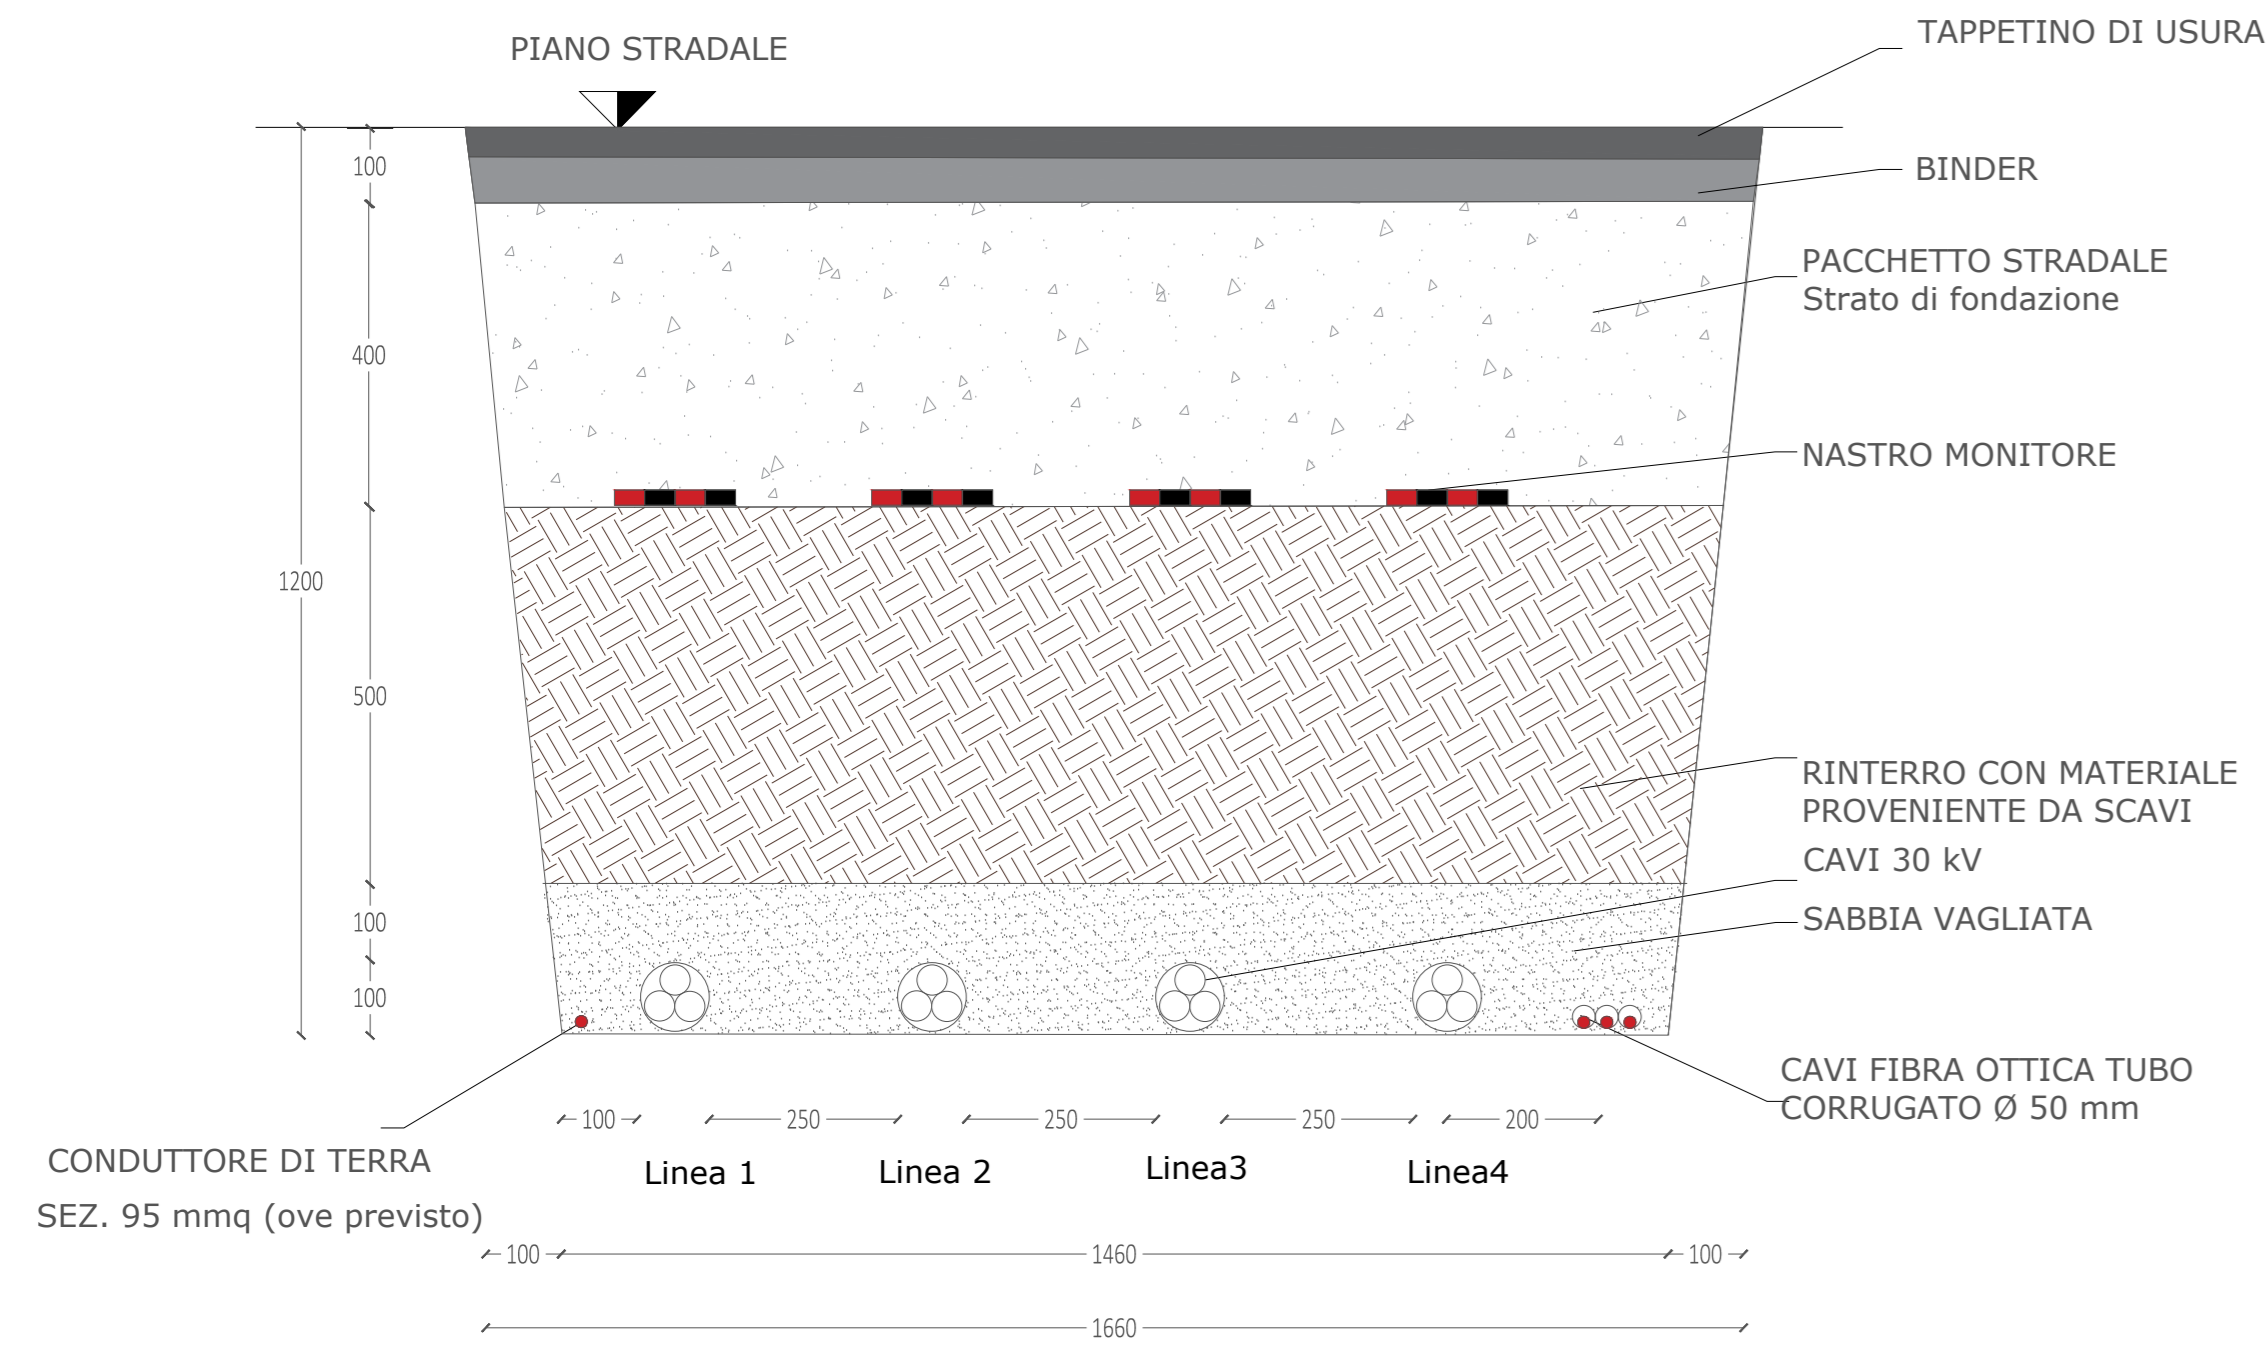 TAPPETINO DI USURA
PIANO STRADALE
100
BINDER
PACCHETTO STRADALE
Strato di fondazione
400
NASTRO MONITORE
1200
500
RINTERRO CON MATERIALE
PROVENIENTE DA SCAVI
CAVI 30 kV
100
SABBIA VAGLIATA
100
CAVI FIBRA OTTICA TUBO
CORRUGATO Ø 50 mm
100 250 250 250 200
CONDUTTORE DI TERRA
SEZ. 95 mmq (ove previsto)
Linea 1 Linea 2 Linea3 Linea4
100 1460 100
1660